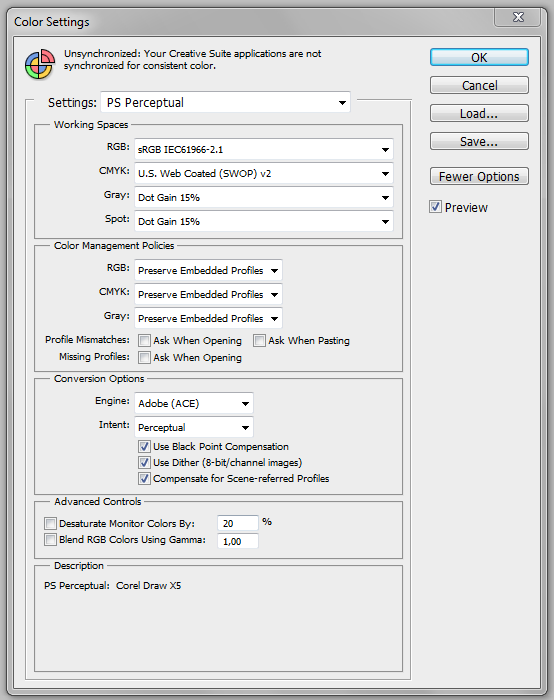 Color Settings
Unsynchronized: Your Creative Suite applications are not
synchronized for consistent color.
OK
Cancel
Load...
Save...
Fewer Options
Preview
Settings: PS Perceptual
Working Spaces
RGB: sRGB IEC61966-2.1
CMYK: U.S. Web Coated (SWOP) v2
Gray: Dot Gain 15%
Spot: Dot Gain 15%
Color Management Policies
RGB: Preserve Embedded Profiles
CMYK: Preserve Embedded Profiles
Gray: Preserve Embedded Profiles
Profile Mismatches: Ask When Opening Ask When Pasting
Missing Profiles: Ask When Opening
Conversion Options
Engine: Adobe (ACE)
Intent: Perceptual
Use Black Point Compensation
Use Dither (8-bit/channel images)
Compensate for Scene-referred Profiles
Advanced Controls
Desaturate Monitor Colors By: 20 %
Blend RGB Colors Using Gamma: 1,00
Description
PS Perceptual: Corel Draw X5